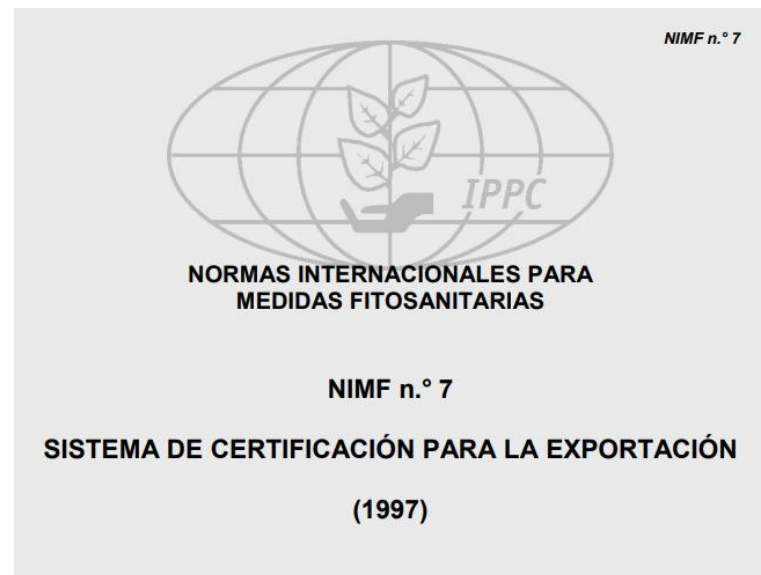 NIMF n.° 7
IPPC
NORMAS INTERNACIONALES PARA
MEDIDAS FITOSANITARIAS
NIMF n.° 7
SISTEMA DE CERTIFICACIÓN PARA LA EXPORTACIÓN
(1997)